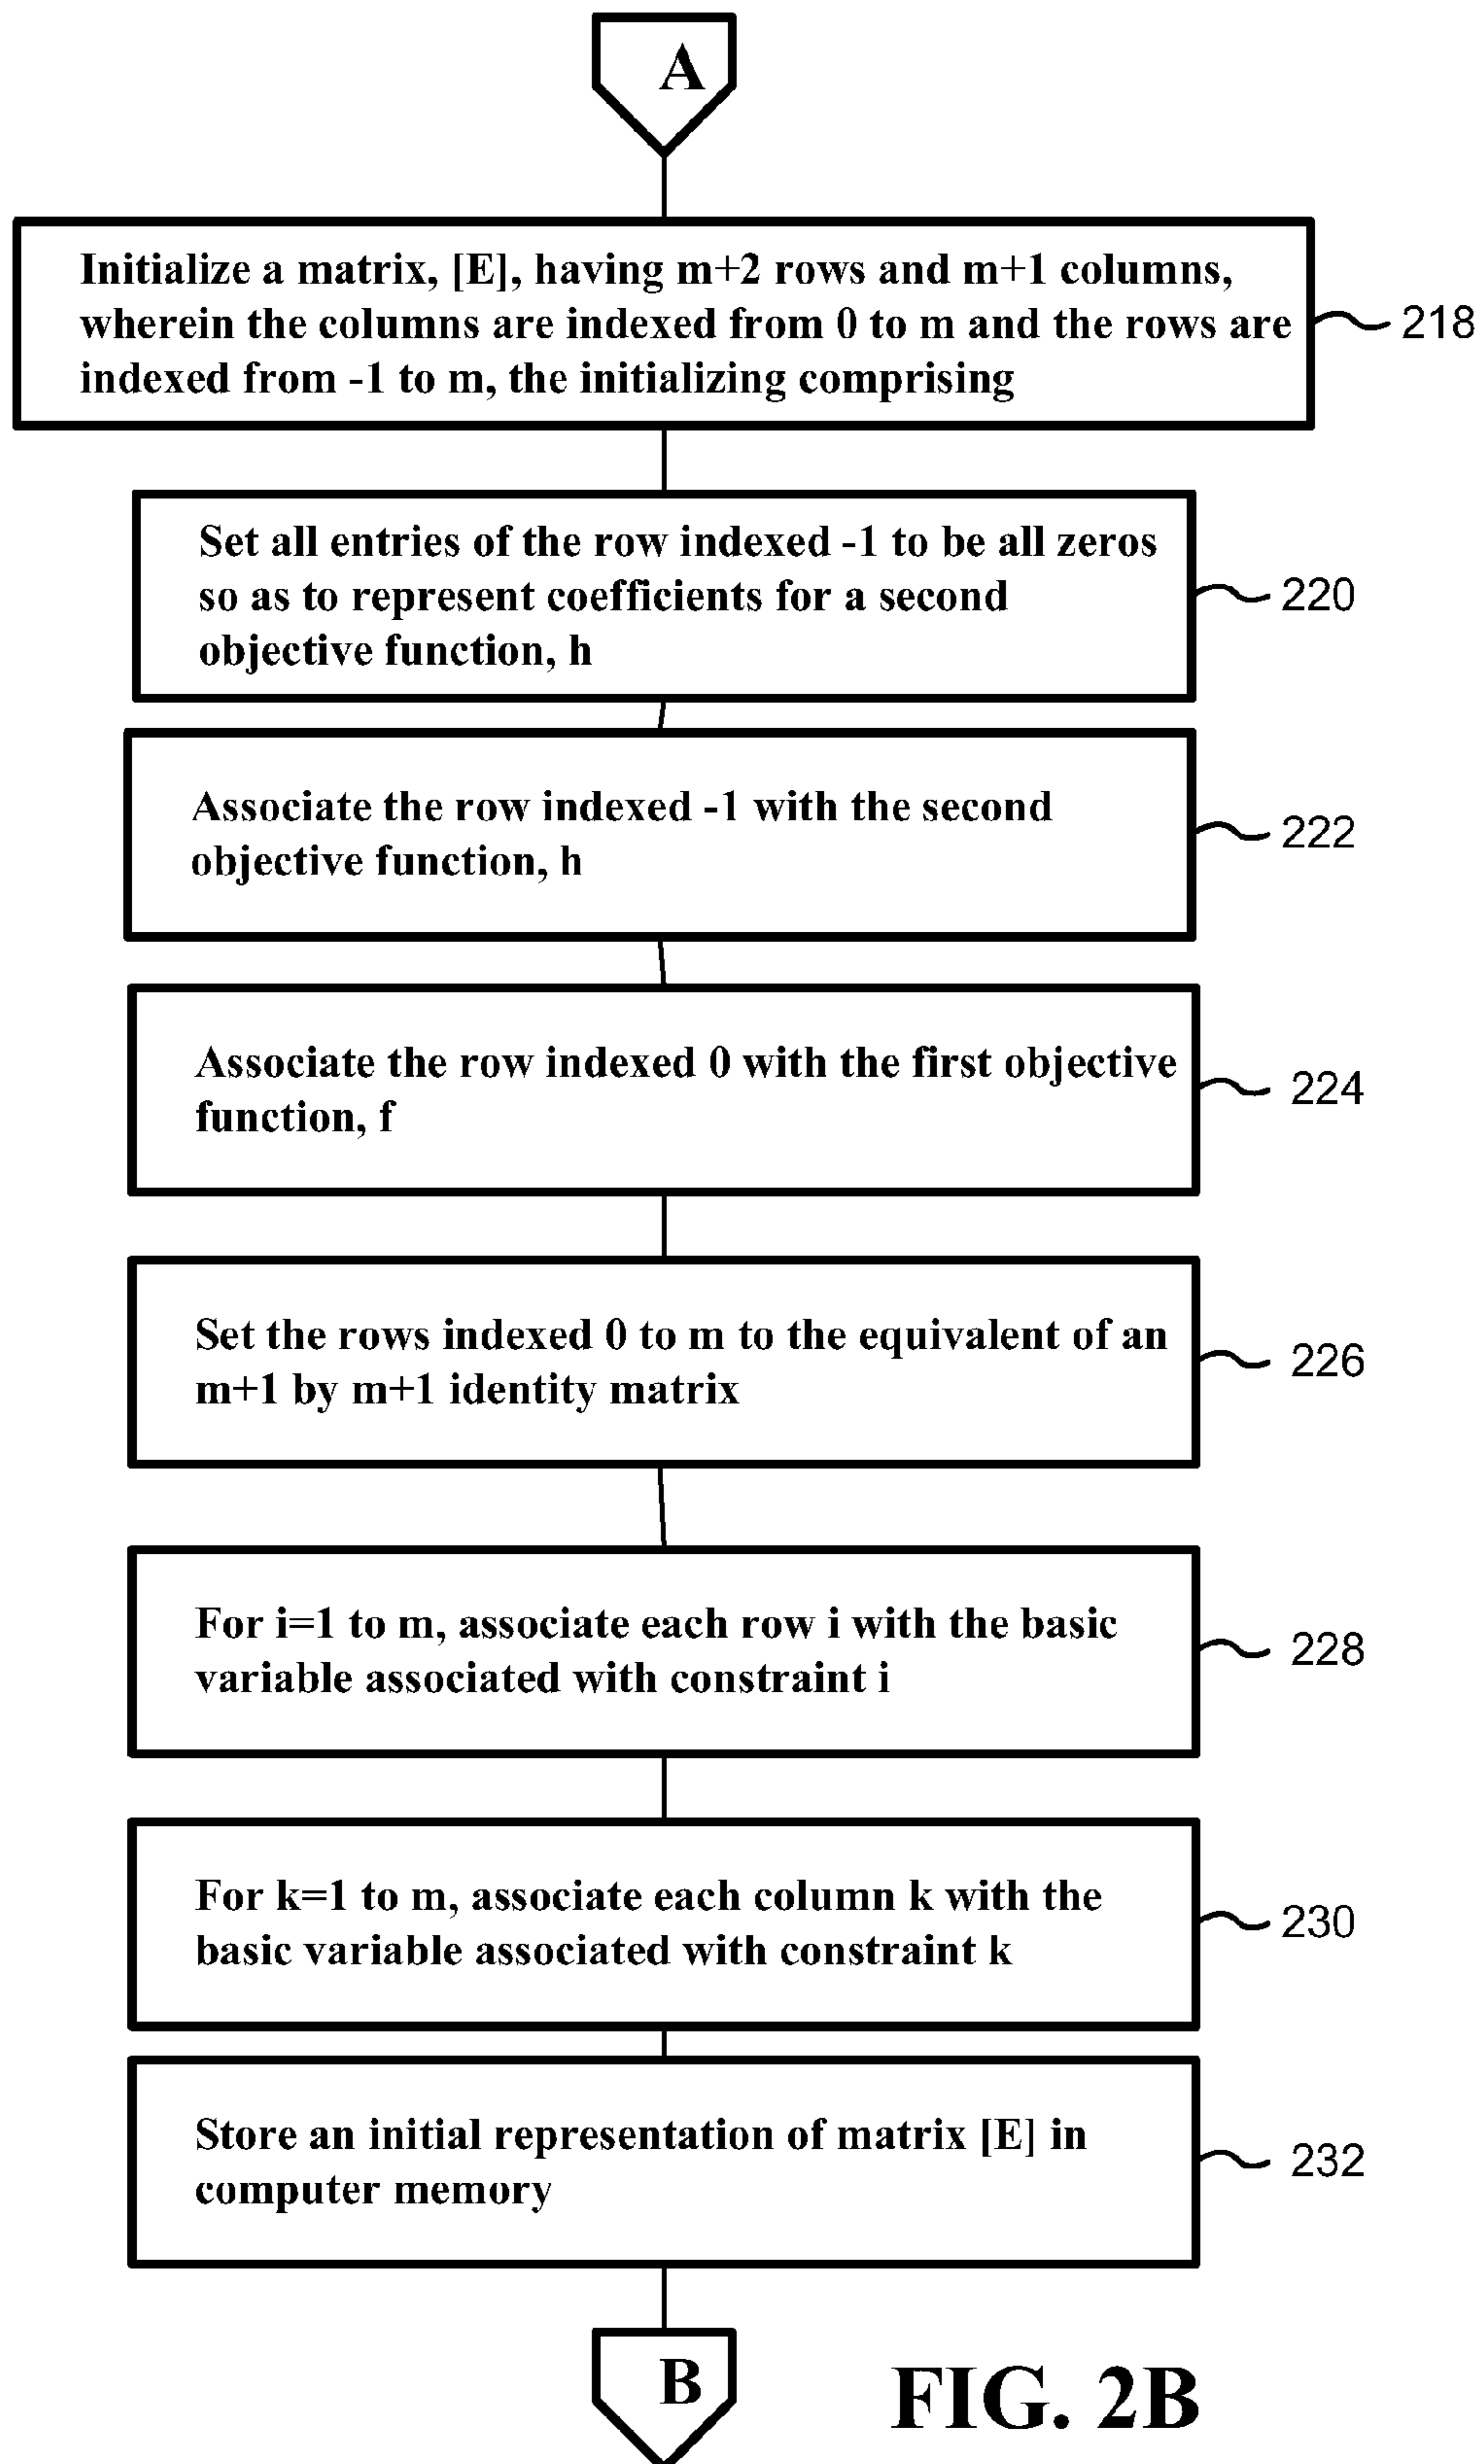 A
Initialize a matrix, [E], having m+2 rows and m+1 columns,
wherein the columns are indexed from 0 to m and the rows are
indexed from -1 to m, the initializing comprising
218
Set all entries of the row indexed -1 to be all zeros
so as to represent coefficients for a second
objective function, h
220
Associate the row indexed -1 with the second
objective function, h
222
Associate the row indexed 0 with the first objective
function, f
224
Set the rows indexed 0 to m to the equivalent of an
m+1 by m+1 identity matrix
226
For i=1 to m, associate each row i with the basic
variable associated with constraint i
228
For k=1 to m, associate each column k with the
basic variable associated with constraint k
230
Store an initial representation of matrix [E] in
computer memory
232
B
FIG. 2B